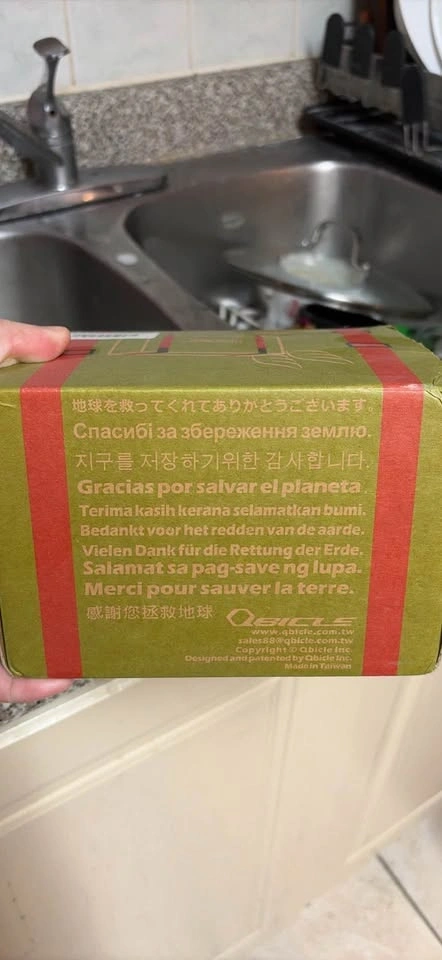 地球を救ってくれてありがとうございます。
Спасибі за збереження землю.
지구를 저장하기위한 감사합니다.
Gracias por salvar el planeta.
Terima kasih kerana selamatkan bumi.
Bedankt voor het redden van de aarde.
Vielen Dank für die Rettung der Erde.
Salamat sa pag-save ng lupa.
Merci pour sauver la terre.
感謝您拯救地球
QBICLE
www.qbicle.com.tw
sales88@qbicle.com.tw
Copyright © Qbicle Inc.
Designed and patented by Qbicle Inc.
Made in Taiwan